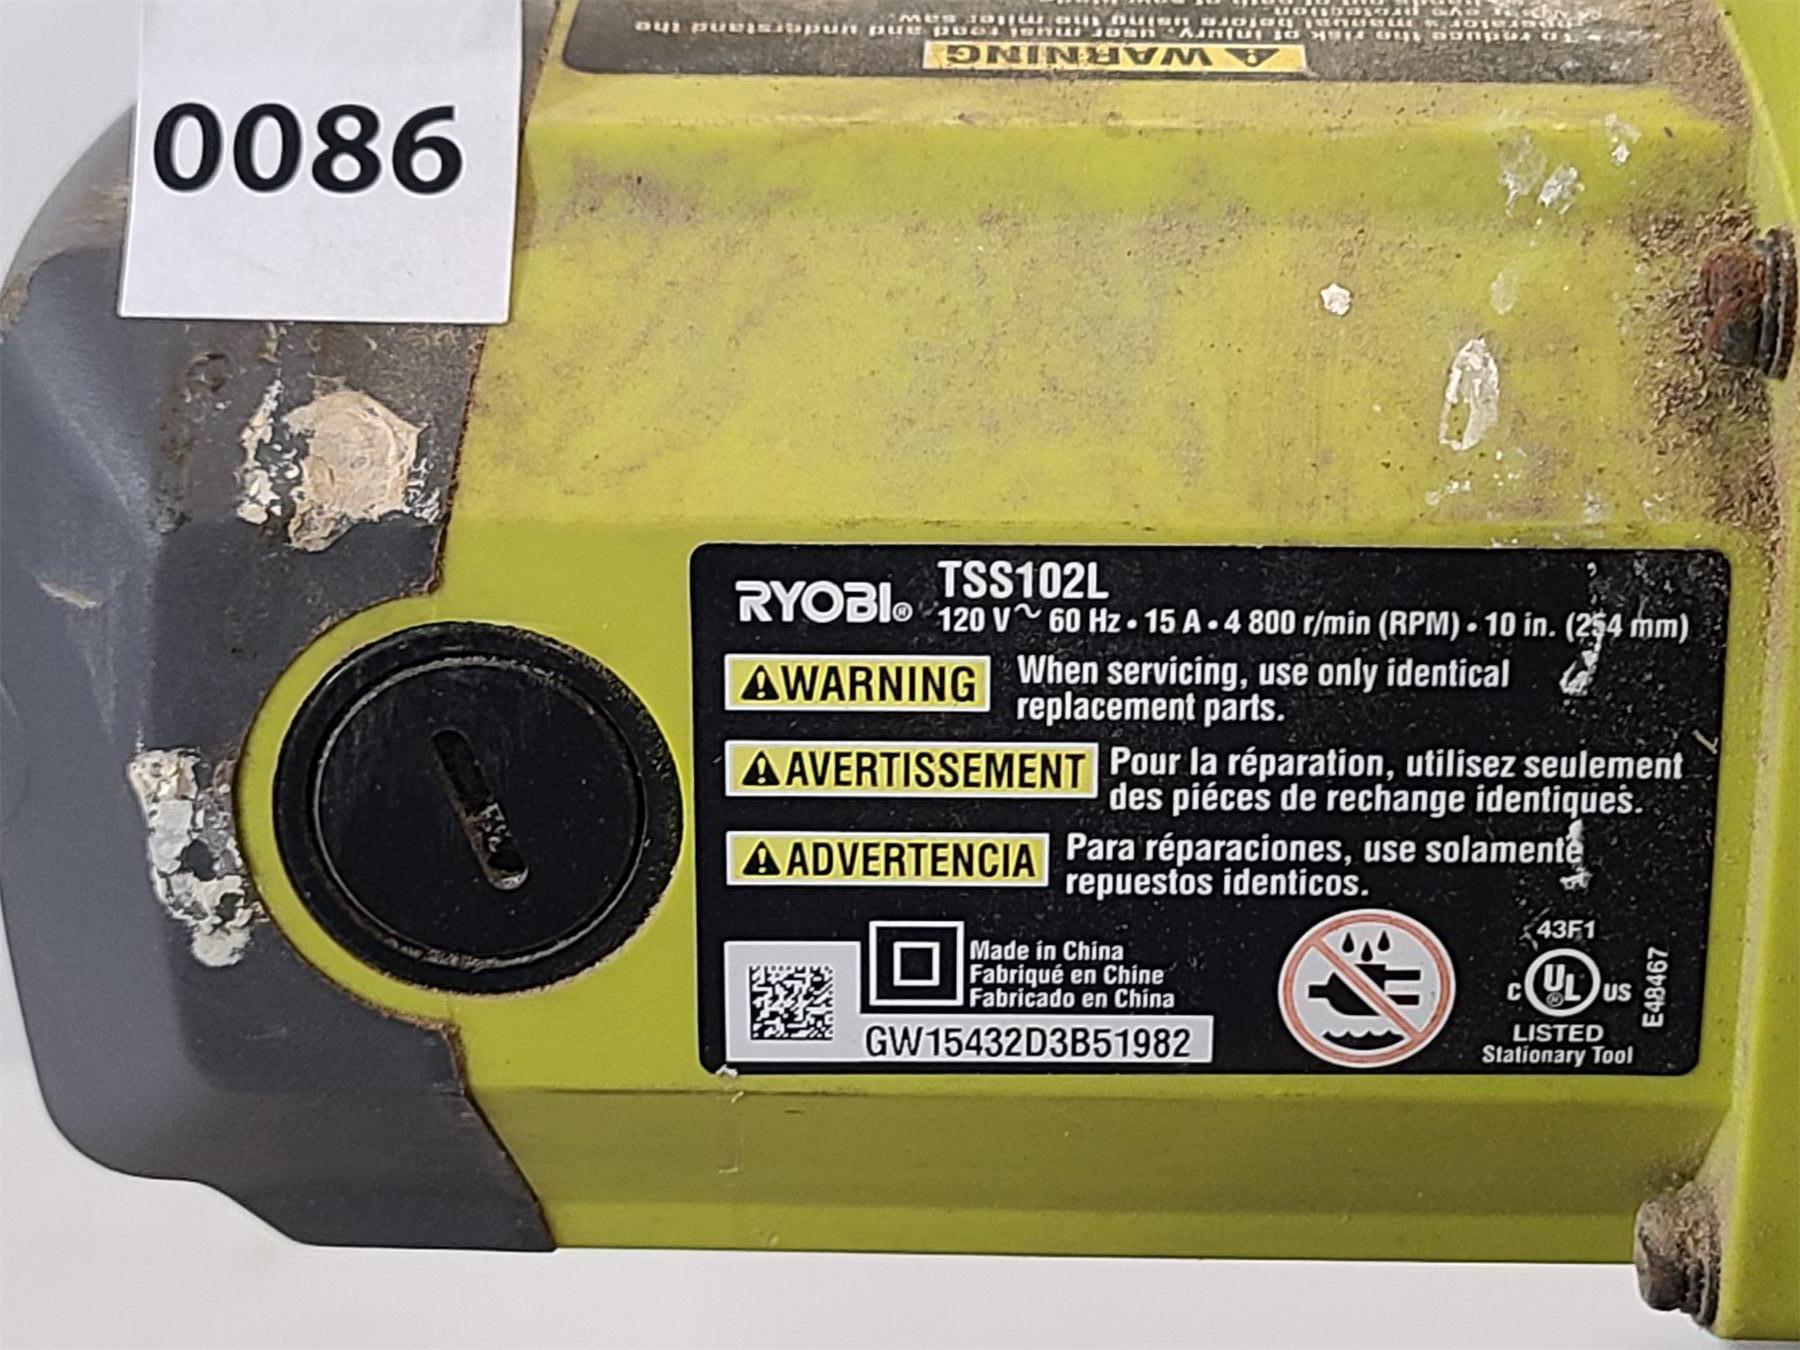 0086
WARNING
To reduce the risk of injury, user must read and understand the
operator's manual before using the miter saw.
RYOBI® TSS102L
120 V~ 60 Hz • 15 A • 4 800 r/min (RPM) • 10 in. (254 mm)
WARNING When servicing, use only identical
replacement parts.
AVERTISSEMENT Pour la réparation, utilisez seulement
des piéces de rechange identiques.
ADVERTENCIA Para réparaciones, use solamente
repuestos identicos.
Made in China
Fabriqué en Chine
Fabricado en China
GW15432D3B51982
43F1
C UL® US
LISTED
Stationary Tool
E48467